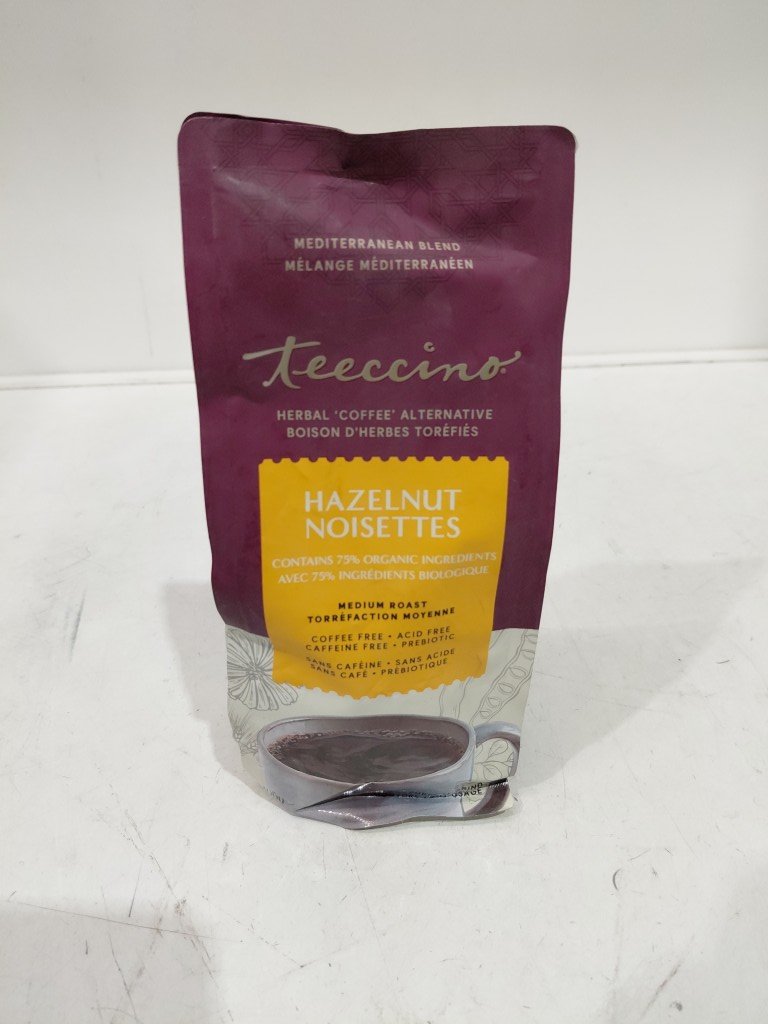 MEDITERRANEAN BLEND
MÉLANGE MÉDITERRANÉEN
teeccino
HERBAL 'COFFEE' ALTERNATIVE
BOISON D'HERBES TORÉFIÉS
HAZELNUT
NOISETTES
CONTAINS 75% ORGANIC INGREDIENTS
AVEC 75% INGRÉDIENTS BIOLOGIQUE
MEDIUM ROAST
TORRÉFACTION MOYENNE
COFFEE FREE • ACID FREE
CAFFEINE FREE • PREBIOTIC
SANS CAFÉINE • SANS ACIDE
SANS CAFÉ • PRÉBIOTIQUE